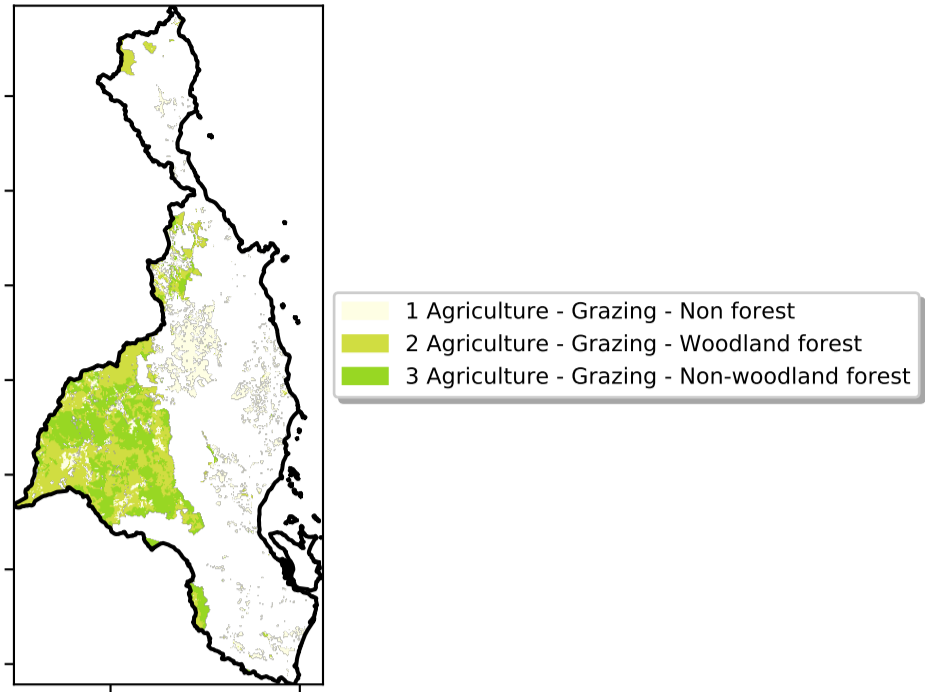 1 Agriculture - Grazing - Non forest
2 Agriculture - Grazing - Woodland forest
3 Agriculture - Grazing - Non-woodland forest